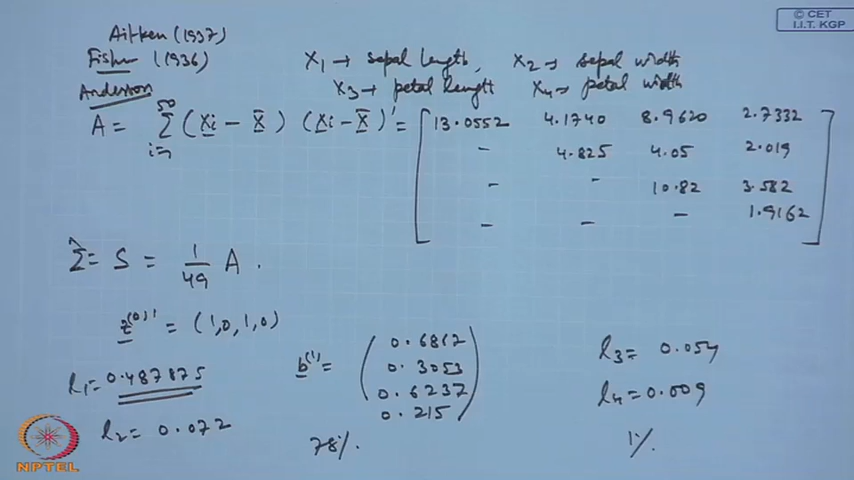 © CET
I.I.T. KGP
Aitken (1937)
Fisher (1936)
Anderson
X₁ → sepal length, X₂ → sepal width
X₃ → petal length X₄ → petal width
A = Σ_{i=1}^{50} (X̲i − X̲̄) (X̲i − X̲̄)' = [ 13.0552 4.1740 8.9620 2.7332
– 4.825 4.05 2.019
– – 10.82 3.582
– – – 1.9162 ]
Σ̂ = S = 1/49 A.
z̲⁽⁰⁾' = (1,0,1,0)
l₁ = 0.487875
l₂ = 0.072
b̲⁽¹⁾ = ( 0.6867
0.3053
0.6237
0.215 )
78%.
l₃ = 0.054
l₄ = 0.009
1%.
NPTEL